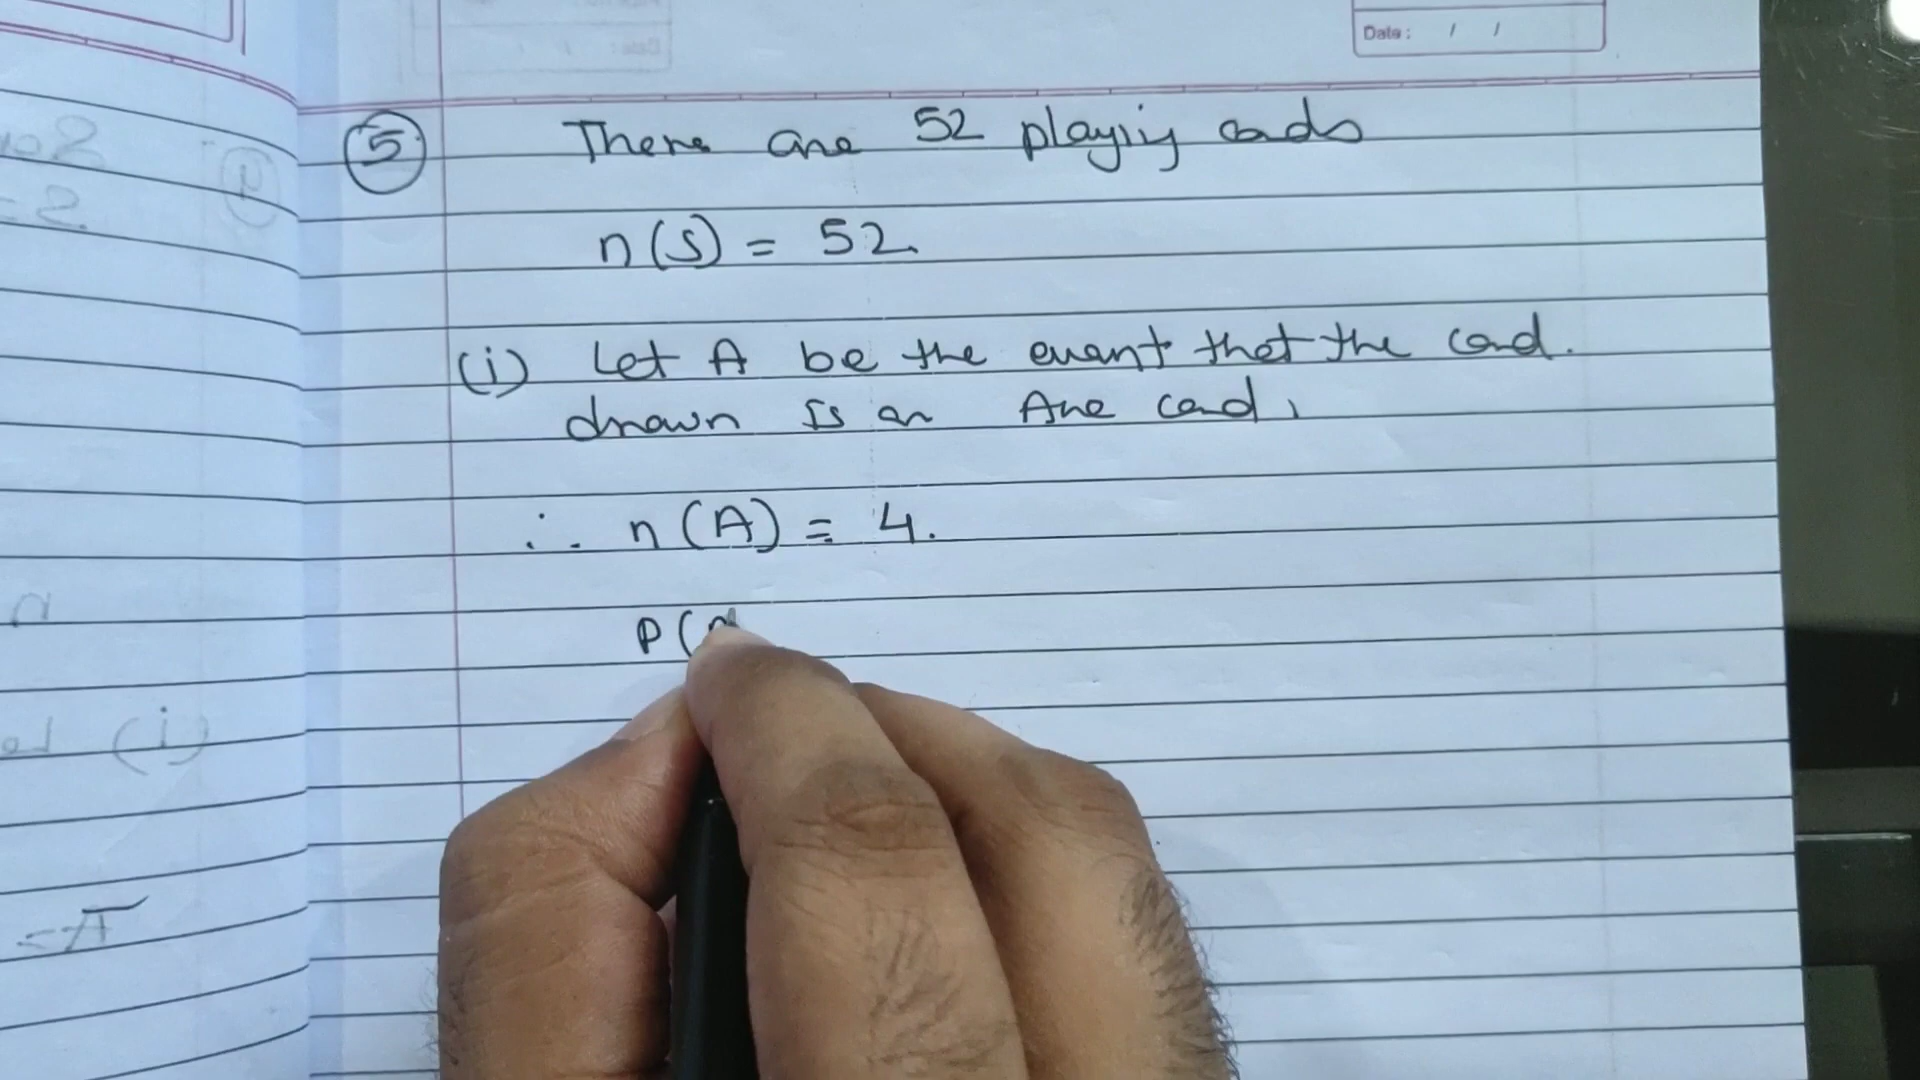 Date : / /
5 There are 52 playing cards
n(S) = 52.
(i) Let A be the event that the card.
drawn is an Ace card.
∴ n(A) = 4.
P(
(i)